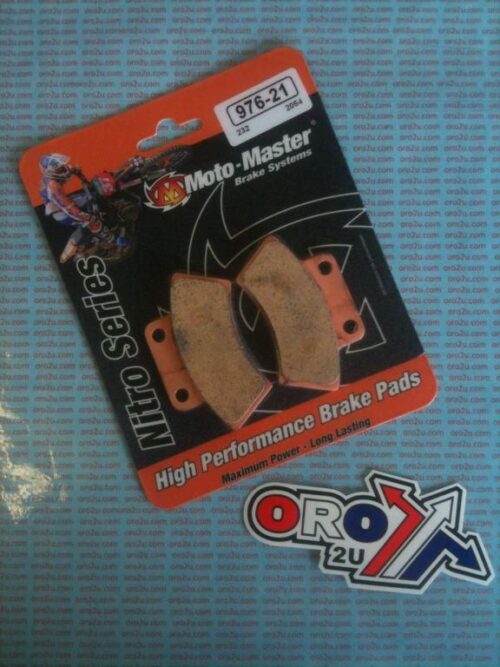 976-21
232 2054
Moto-Master
Brake Systems
Nitro Series
High Performance Brake Pads
Maximum Power - Long Lasting
ORO
2U
oro2u.com